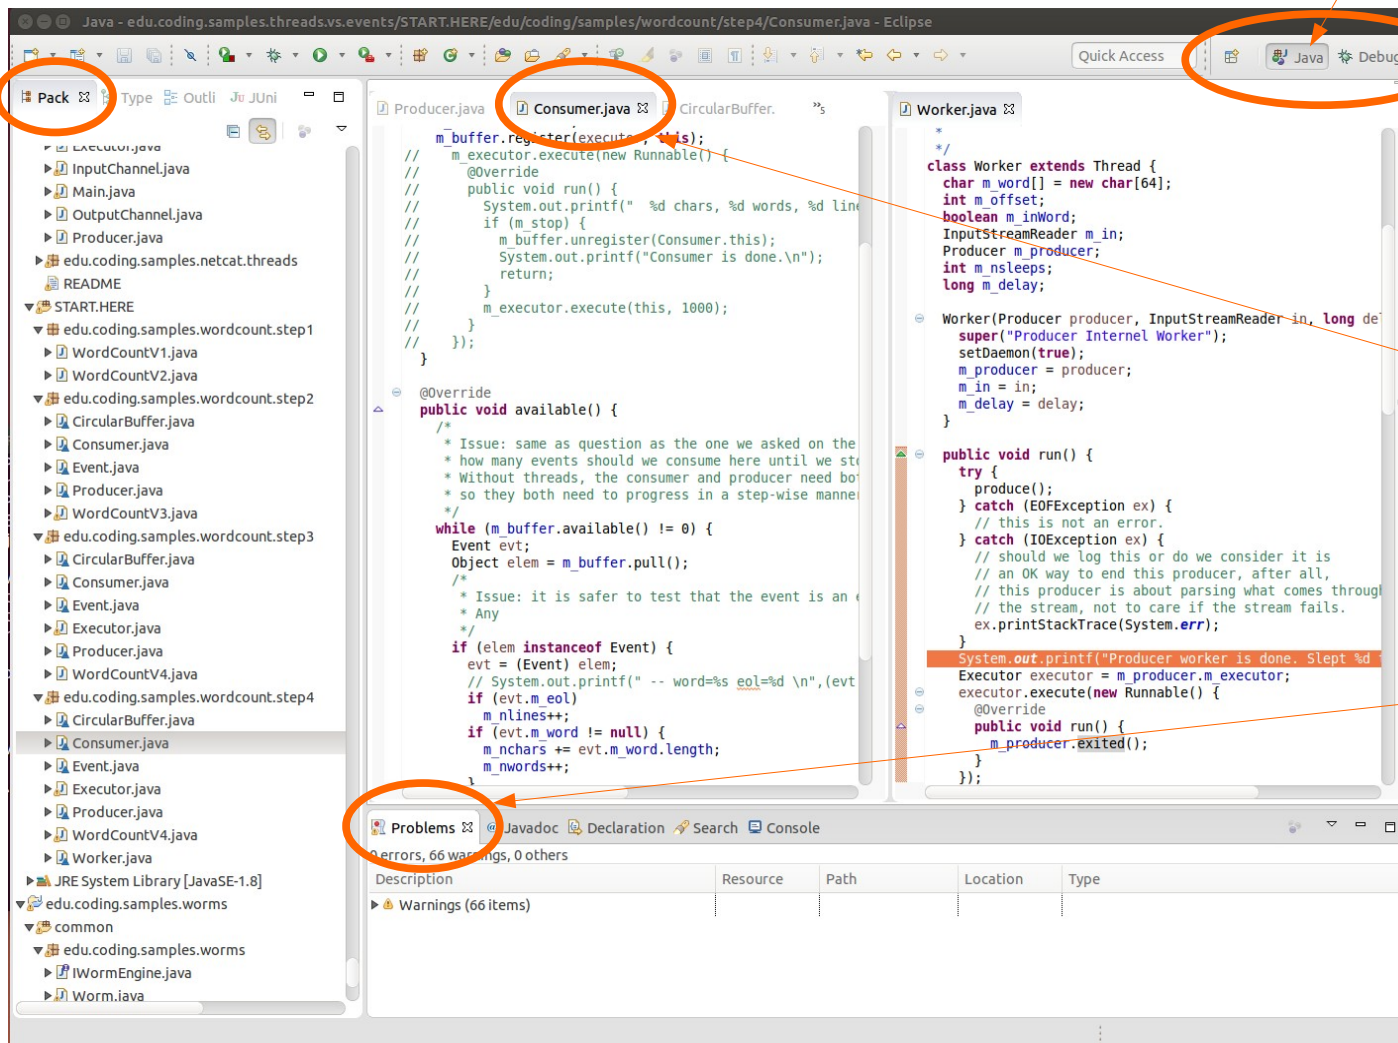 Java - edu.coding.samples.threads.vs.events/START.HERE/edu/coding/samples/wordcount/step4/Consumer.java - Eclipse
Quick Access
Java
Debug
Pack
Type
Outli
Ju JUni
Executor.java
InputChannel.java
Main.java
OutputChannel.java
Producer.java
edu.coding.samples.netcat.threads
README
START.HERE
edu.coding.samples.wordcount.step1
WordCountV1.java
WordCountV2.java
edu.coding.samples.wordcount.step2
CircularBuffer.java
Consumer.java
Event.java
Producer.java
WordCountV3.java
edu.coding.samples.wordcount.step3
CircularBuffer.java
Consumer.java
Event.java
Executor.java
Producer.java
WordCountV4.java
edu.coding.samples.wordcount.step4
CircularBuffer.java
Consumer.java
Event.java
Executor.java
Producer.java
WordCountV4.java
Worker.java
JRE System Library [JavaSE-1.8]
edu.coding.samples.worms
common
edu.coding.samples.worms
IWormEngine.java
Worm.java
Producer.java
Consumer.java
CircularBuffer.
»5
m_buffer.register(executor, this);
// m_executor.execute(new Runnable() {
// @Override
// public void run() {
// System.out.printf(" %d chars, %d words, %d line
// if (m_stop) {
// m_buffer.unregister(Consumer.this);
// System.out.printf("Consumer is done.\n");
// return;
// }
// m_executor.execute(this, 1000);
// }
// });
}
@Override
public void available() {
/*
* Issue: same as question as the one we asked on the
* how many events should we consume here until we sto
* Without threads, the consumer and producer need bot
* so they both need to progress in a step-wise manner
*/
while (m_buffer.available() != 0) {
Event evt;
Object elem = m_buffer.pull();
/*
* Issue: it is safer to test that the event is an e
* Any
*/
if (elem instanceof Event) {
evt = (Event) elem;
// System.out.printf(" -- word=%s eol=%d \n",(evt
if (evt.m_eol)
m_nlines++;
if (evt.m_word != null) {
m_nchars += evt.m_word.length;
m_nwords++;
}
Worker.java
*
*/
class Worker extends Thread {
char m_word[] = new char[64];
int m_offset;
boolean m_inWord;
InputStreamReader m_in;
Producer m_producer;
int m_nsleeps;
long m_delay;
Worker(Producer producer, InputStreamReader in, long del
super("Producer Internel Worker");
setDaemon(true);
m_producer = producer;
m_in = in;
m_delay = delay;
}
public void run() {
try {
produce();
} catch (EOFException ex) {
// this is not an error.
} catch (IOException ex) {
// should we log this or do we consider it is
// an OK way to end this producer, after all,
// this producer is about parsing what comes through
// the stream, not to care if the stream fails.
ex.printStackTrace(System.err);
}
System.out.printf("Producer worker is done. Slept %d
Executor executor = m_producer.m_executor;
executor.execute(new Runnable() {
@Override
public void run() {
m_producer.exited();
}
});
Problems
@ Javadoc
Declaration
Search
Console
0 errors, 66 warnings, 0 others
Description
Resource
Path
Location
Type
Warnings (66 items)